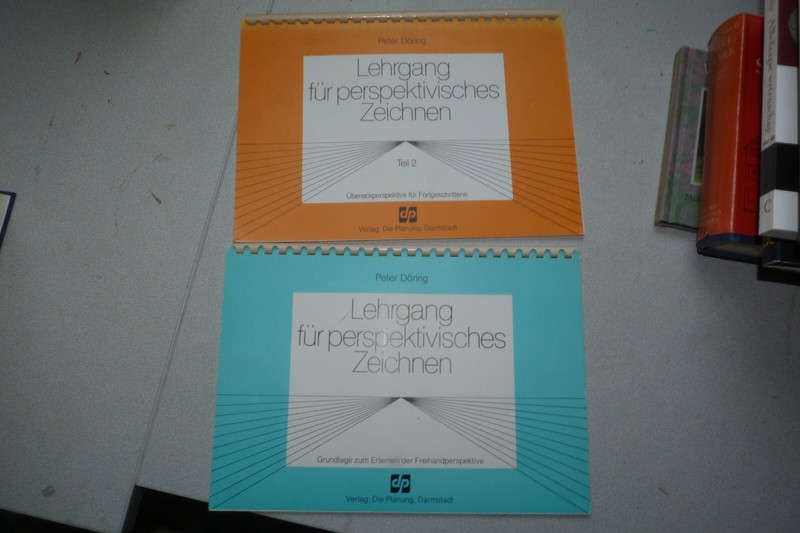 Peter Döring
Lehrgang
für perspektivisches
Zeichnen
Teil 2
Übereckperspektive für Fortgeschrittene
dp
Verlag: Die Planung, Darmstadt
Peter Döring
Lehrgang
für perspektivisches
Zeichnen
Grundlage zum Erlernen der Freihandperspektive
dp
Verlag: Die Planung, Darmstadt